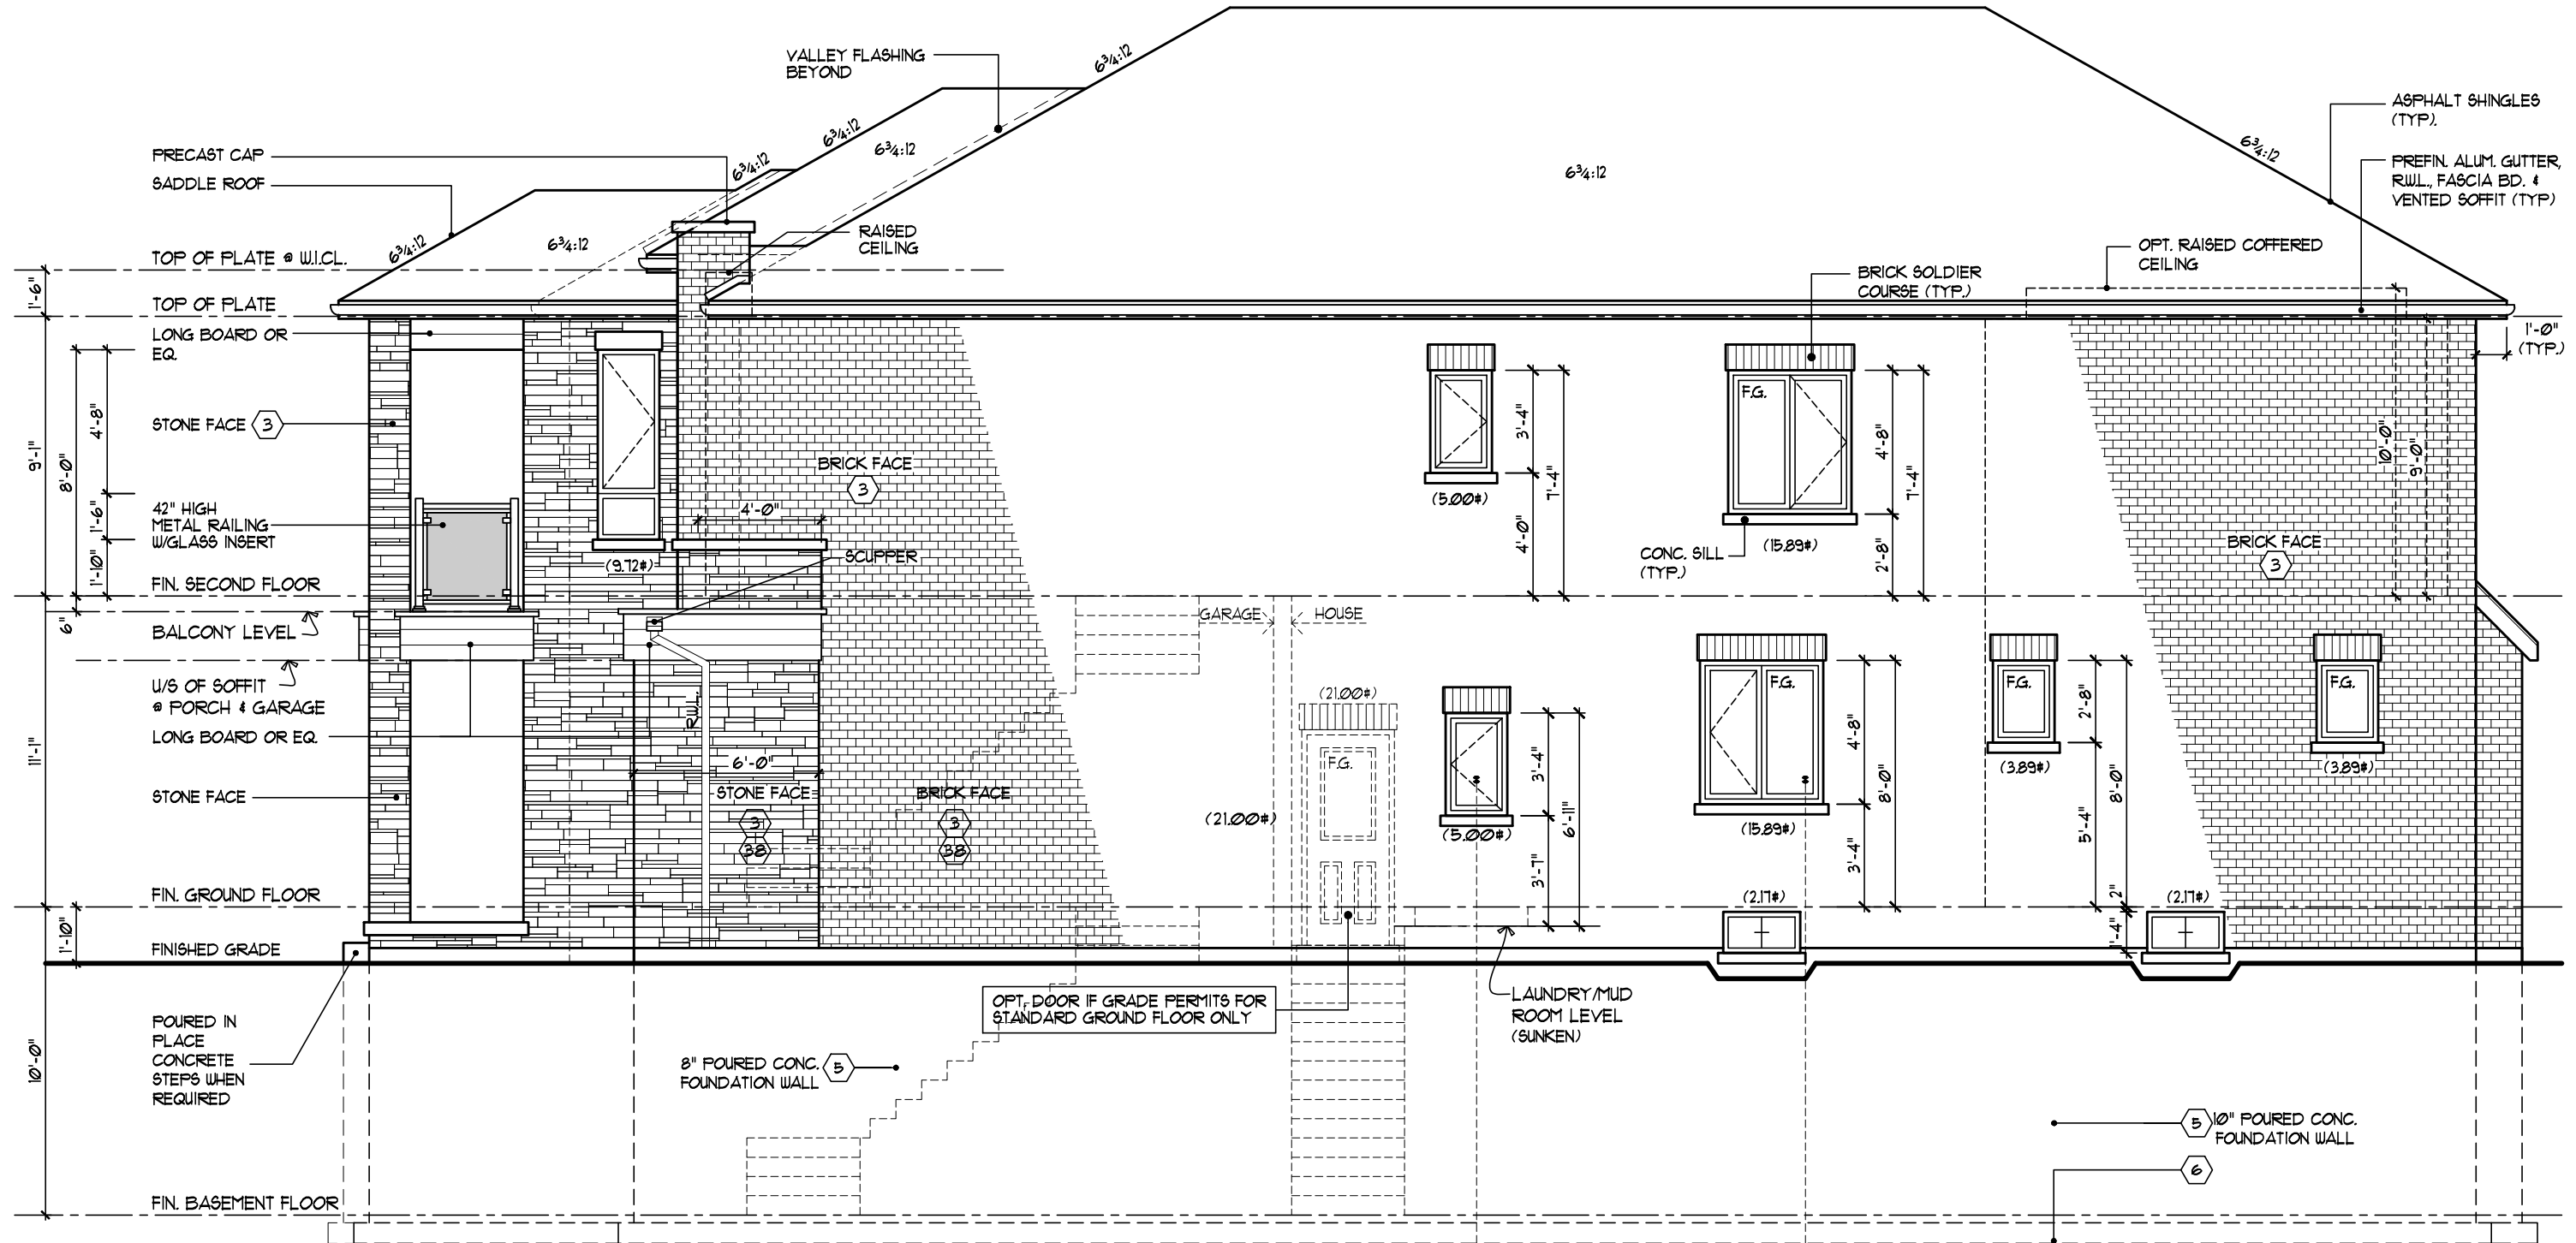 VALLEY FLASHING
BEYOND
6¾:12
6¾:12
6¾:12
6¾:12
6¾:12
6¾:12
6¾:12
6¾:12
6¾:12
ASPHALT SHINGLES
(TYP).
PREFIN. ALUM. GUTTER,
R.W.L., FASCIA BD. &
VENTED SOFFIT (TYP)
PRECAST CAP
SADDLE ROOF
RAISED
CEILING
OPT. RAISED COFFERED
CEILING
BRICK SOLDIER
COURSE (TYP.)
TOP OF PLATE @ W.I.CL.
1'-6"
TOP OF PLATE
LONG BOARD OR
EQ.
1'-0"
(TYP.)
STONE FACE 3
9'-1"
8'-0"
4'-8"
1'-6"
1'-10"
42" HIGH
METAL RAILING
W/GLASS INSERT
BRICK FACE
3
4'-0"
SCUPPER
(9.72#)
3'-4"
4'-0"
7'-4"
(5.00#)
F.G.
4'-8"
2'-8"
7'-4"
(15.89#)
CONC. SILL
(TYP.)
10'-0"
9'-0"
BRICK FACE
3
FIN. SECOND FLOOR
6"
BALCONY LEVEL
GARAGE
HOUSE
U/S OF SOFFIT
@ PORCH & GARAGE
LONG BOARD OR EQ.
R.W.L.
11'-1"
6'-0"
STONE FACE
STONE FACE
3
38
BRICK FACE
3
38
(21.00#)
F.G.
(21.00#)
3'-4"
3'-7"
6'-11"
(5.00#)
F.G.
4'-8"
3'-4"
8'-0"
(15.89#)
F.G.
(3.89#)
2'-8"
5'-4"
8'-0"
2"
1'-4"
F.G.
(3.89#)
FIN. GROUND FLOOR
1'-10"
FINISHED GRADE
(2.17#)
(2.17#)
OPT. DOOR IF GRADE PERMITS FOR
STANDARD GROUND FLOOR ONLY
LAUNDRY/MUD
ROOM LEVEL
(SUNKEN)
POURED IN
PLACE
CONCRETE
STEPS WHEN
REQUIRED
10'-0"
8" POURED CONC. 5
FOUNDATION WALL
5 10" POURED CONC.
FOUNDATION WALL
6
FIN. BASEMENT FLOOR